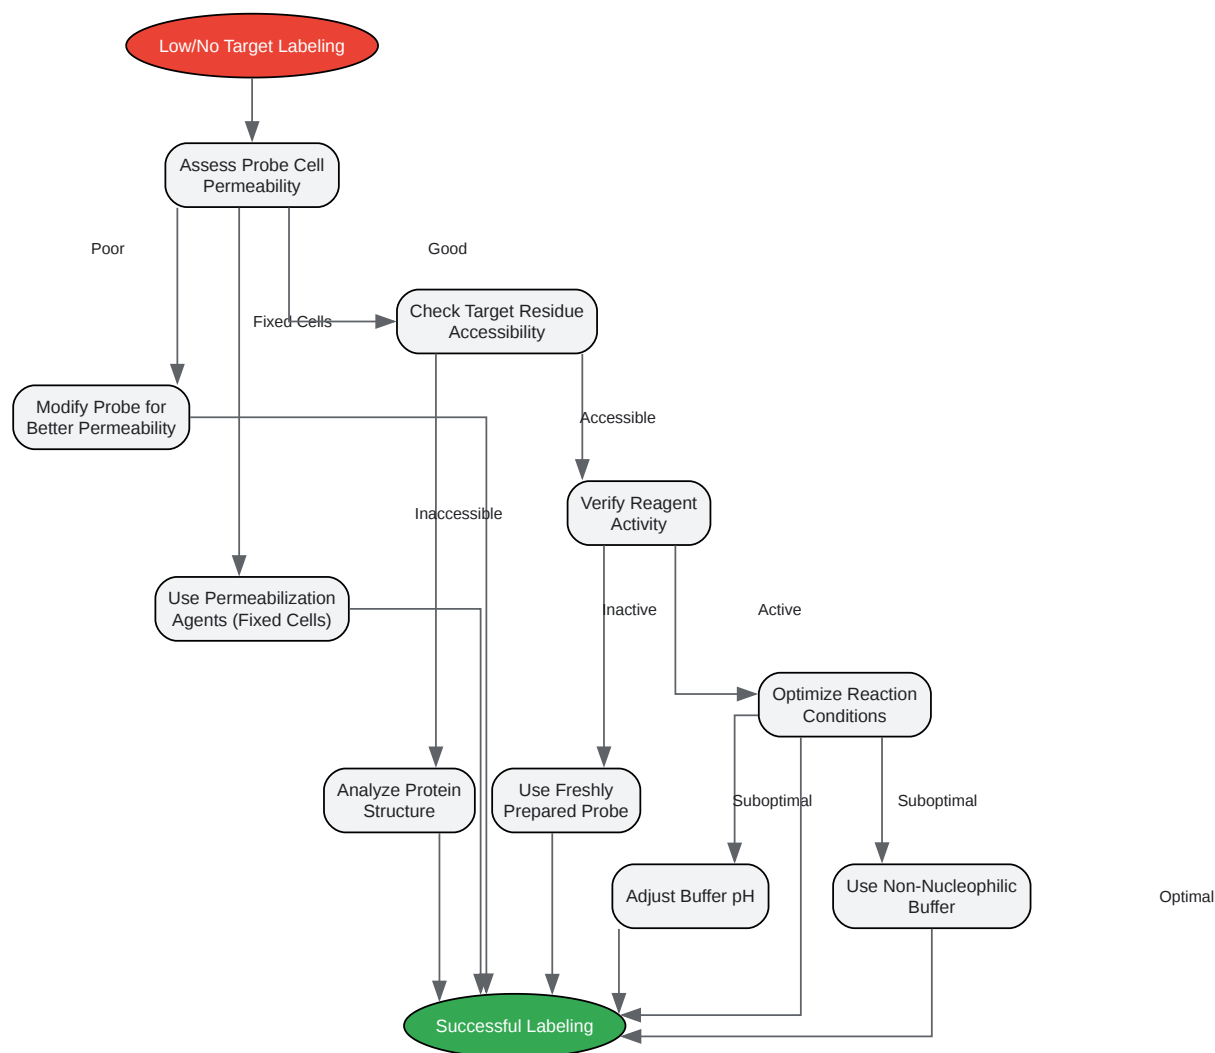 Low/No Target Labeling
Assess Probe Cell
Permeability
Poor
Good
Fixed Cells
Check Target Residue
Accessibility
Modify Probe for
Better Permeability
Accessible
Inaccessible
Verify Reagent
Activity
Use Permeabilization
Agents (Fixed Cells)
Inactive
Active
Optimize Reaction
Conditions
Analyze Protein
Structure
Use Freshly
Prepared Probe
Suboptimal
Suboptimal
Adjust Buffer pH
Use Non-Nucleophilic
Buffer
Optimal
Successful Labeling